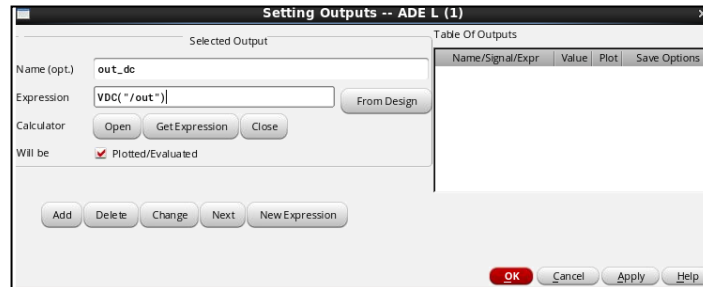 Setting Outputs -- ADE L (1)
Selected Output
Table Of Outputs
Name/Signal/Expr Value Plot Save Options
Name (opt.) out_dc
Expression VDC("/out") From Design
Calculator Open Get Expression Close
Will be Plotted/Evaluated
Add Delete Change Next New Expression
OK Cancel Apply Help